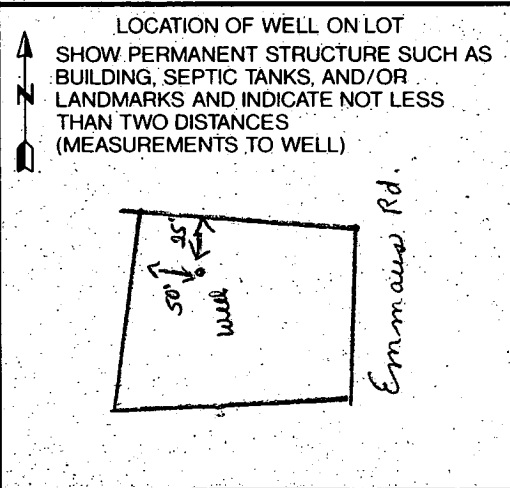 LOCATION OF WELL ON LOT
SHOW PERMANENT STRUCTURE SUCH AS
BUILDING, SEPTIC TANKS, AND/OR
LANDMARKS AND INDICATE NOT LESS
THAN TWO DISTANCES
(MEASUREMENTS TO WELL)
N
Emmaus Rd.
50'
Well